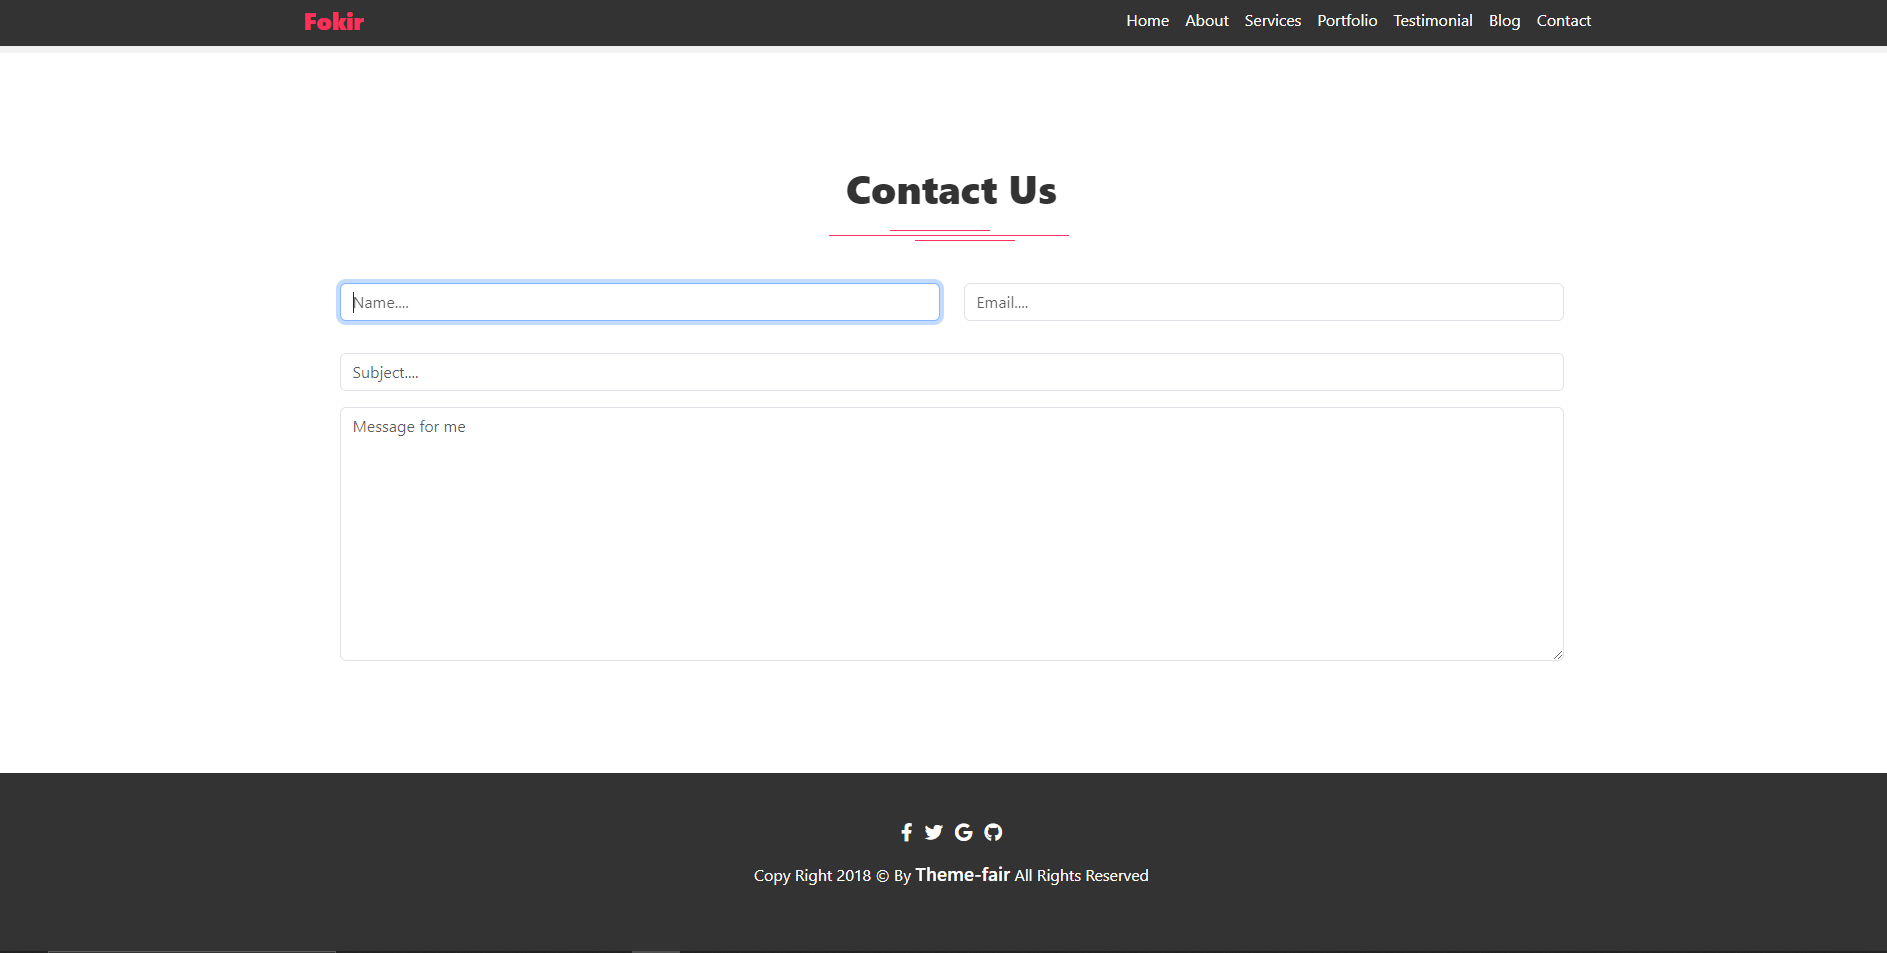 Fokir Home About Services Portfolio Testimonial Blog Contact
Contact Us
Name.... Email....
Subject....
Message for me
Copy Right 2018 © By Theme-fair All Rights Reserved